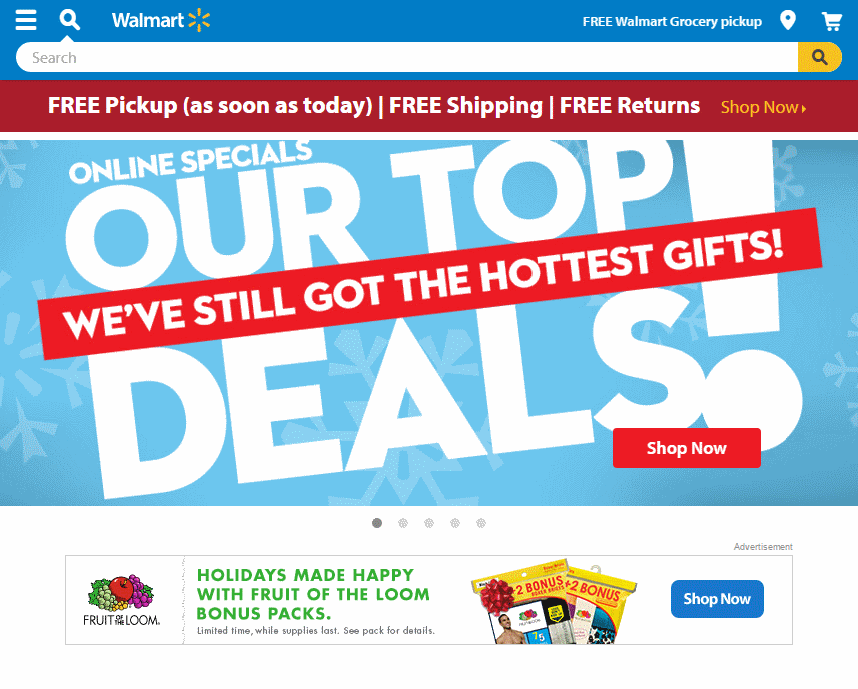 Walmart
FREE Walmart Grocery pickup
Search
FREE Pickup (as soon as today) | FREE Shipping | FREE Returns Shop Now
ONLINE SPECIALS
OUR TOP
WE'VE STILL GOT THE HOTTEST GIFTS!
DEALS!
Shop Now
Advertisement
FRUIT OF THE LOOM.
HOLIDAYS MADE HAPPY
WITH FRUIT OF THE LOOM
BONUS PACKS.
Limited time, while supplies last. See pack for details.
2 BONUS
BOXER BRIEFS
+2 BONUS
Shop Now